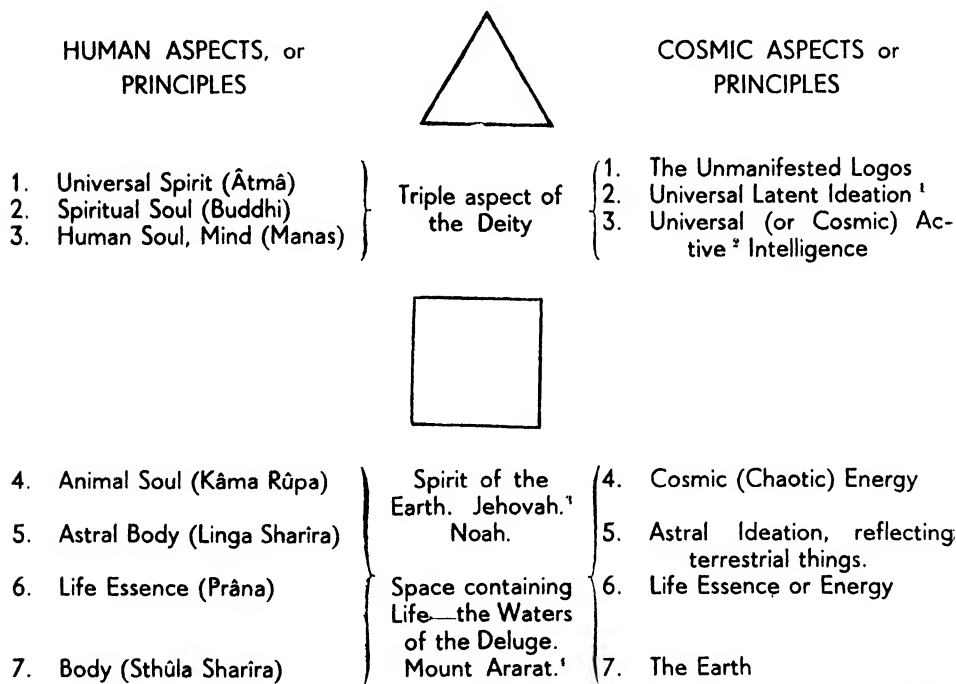 HUMAN ASPECTS, or
PRINCIPLES
COSMIC ASPECTS or
PRINCIPLES
1. Universal Spirit (Âtmâ)
2. Spiritual Soul (Buddhi)
3. Human Soul, Mind (Manas)
Triple aspect of
the Deity
1. The Unmanifested Logos
2. Universal Latent Ideation ¹
3. Universal (or Cosmic) Ac-
tive ² Intelligence
4. Animal Soul (Kâma Rûpa)
5. Astral Body (Linga Sharîra)
6. Life Essence (Prâna)
7. Body (Sthûla Sharîra)
Spirit of the
Earth. Jehovah.
Noah.
Space containing
Life—the Waters
of the Deluge.
Mount Ararat.
4. Cosmic (Chaotic) Energy
5. Astral Ideation, reflecting
terrestrial things.
6. Life Essence or Energy
7. The Earth